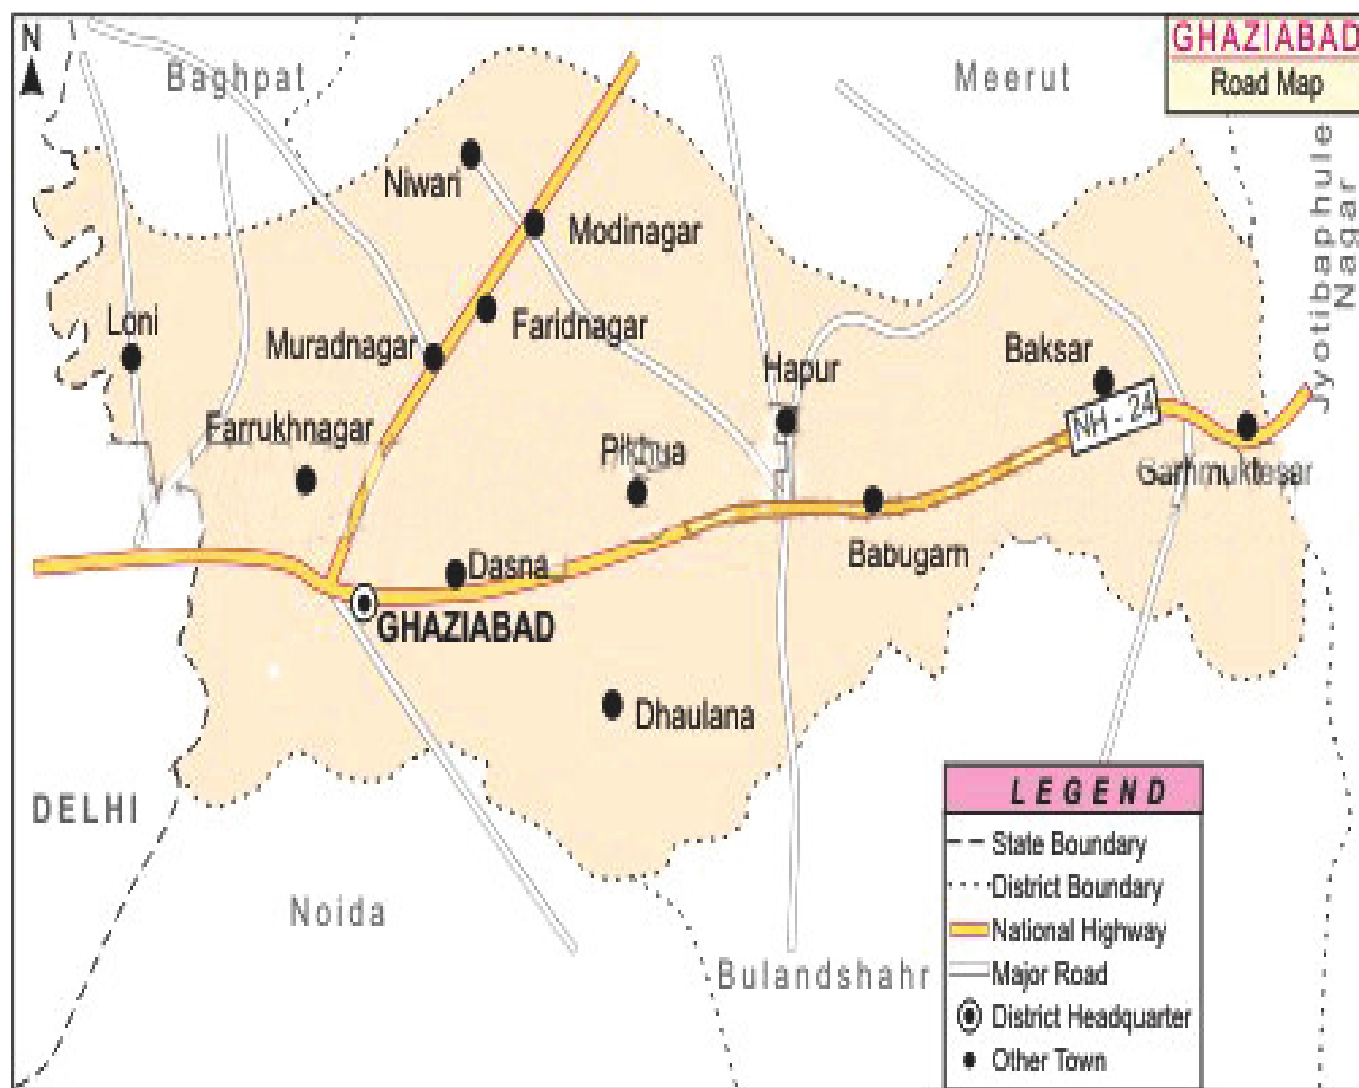 N
GHAZIABAD
Road Map
Baghpat
Meerut
Jyotibaphule
Nagar
Niwari
Modinagar
Loni
Muradnagar
Faridnagar
Hapur
Baksar
NH - 24
Farrukhnagar
Pikhua
Garhmuktesar
Babugarh
Dasna
GHAZIABAD
Dhaulana
DELHI
Noida
Bulandshahr
LEGEND
State Boundary
District Boundary
National Highway
Major Road
District Headquarter
Other Town